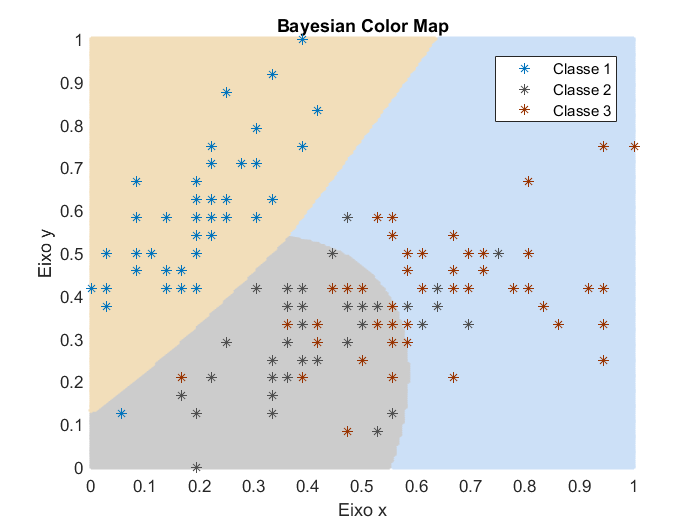 Bayesian Color Map
Classe 1
Classe 2
Classe 3
Eixo y
1
0.9
0.8
0.7
0.6
0.5
0.4
0.3
0.2
0.1
0
0 0.1 0.2 0.3 0.4 0.5 0.6 0.7 0.8 0.9 1
Eixo x